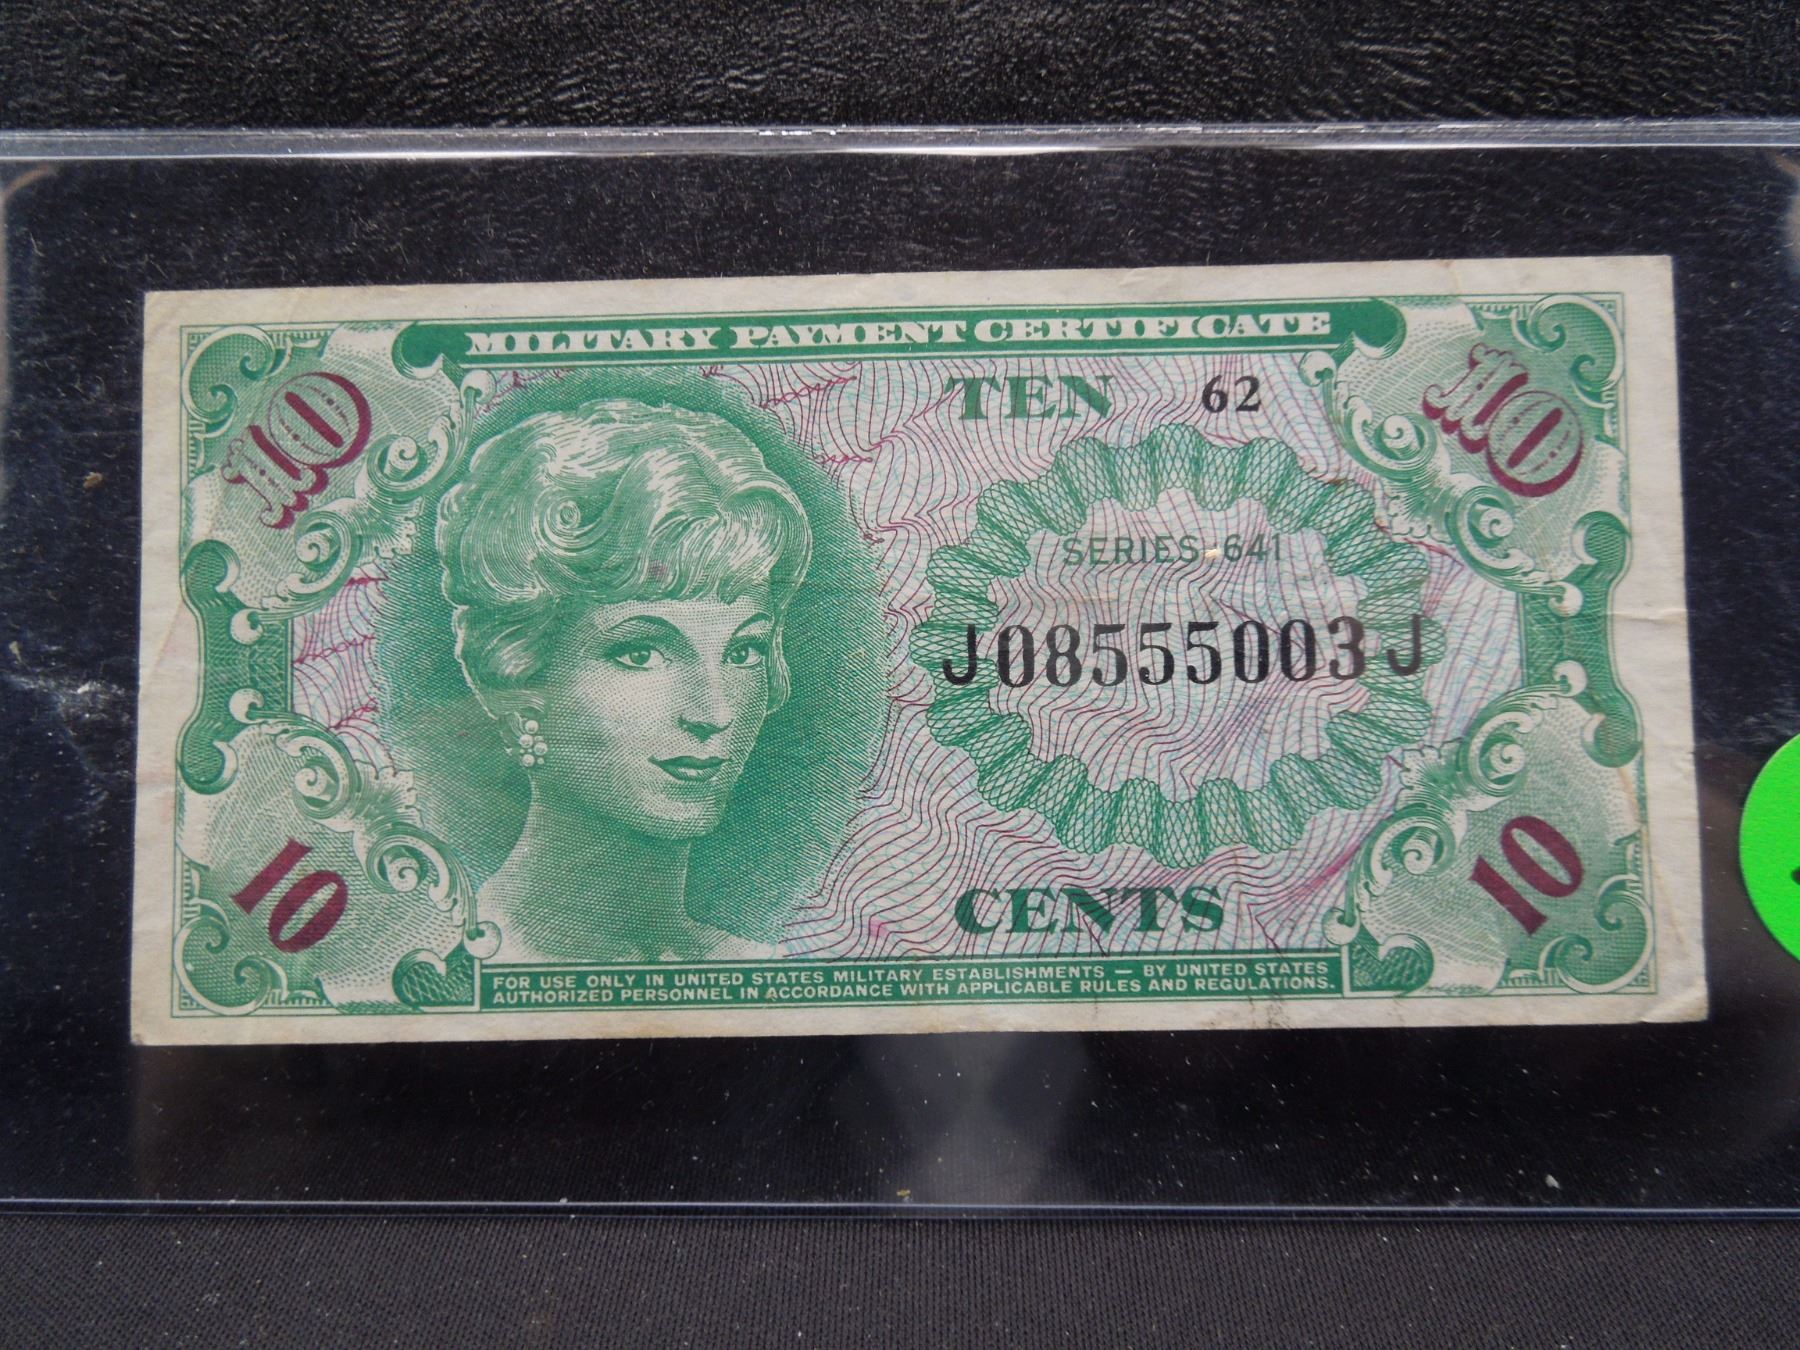 MILITARY PAYMENT CERTIFICATE
10 TEN 62 10
SERIES 641
J08555003J
10 CENTS 10
FOR USE ONLY IN UNITED STATES MILITARY ESTABLISHMENTS — BY UNITED STATES
AUTHORIZED PERSONNEL IN ACCORDANCE WITH APPLICABLE RULES AND REGULATIONS.